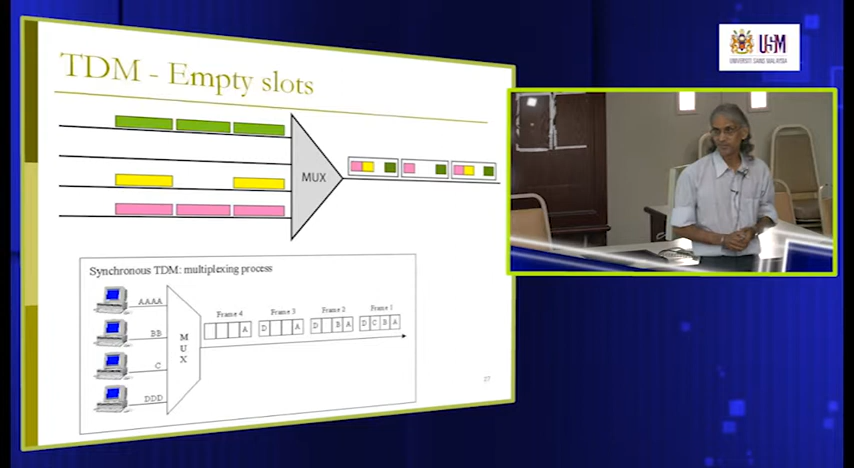 TDM - Empty slots
MUX
Synchronous TDM: multiplexing process
AAAA
BB
C
DDD
M
U
X
Frame 4
Frame 3
Frame 2
Frame 1
A
D A
D B A
D C B A
27
USM
UNIVERSITI SAINS MALAYSIA